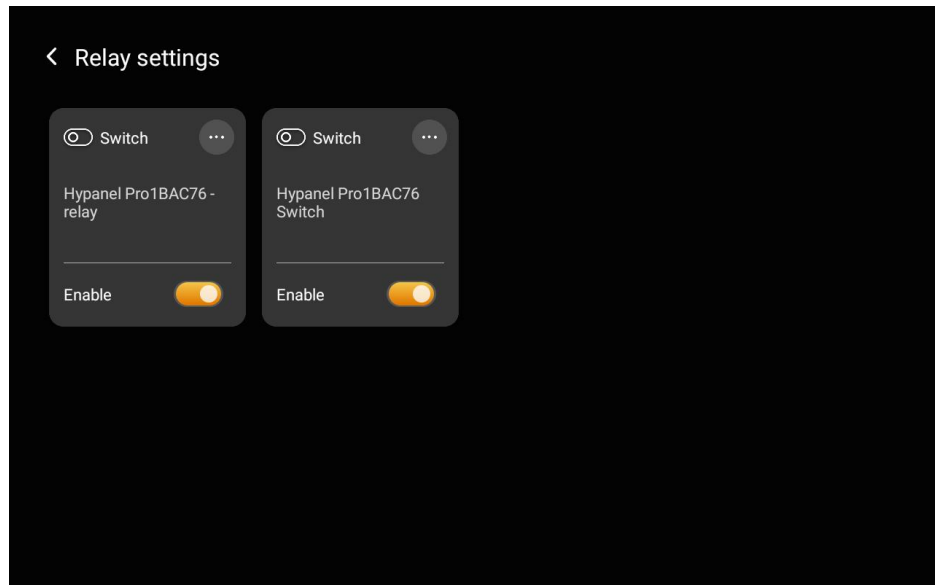 Relay settings
Switch
Hypanel Pro1BAC76 -
relay
Enable
Switch
Hypanel Pro1BAC76
Switch
Enable